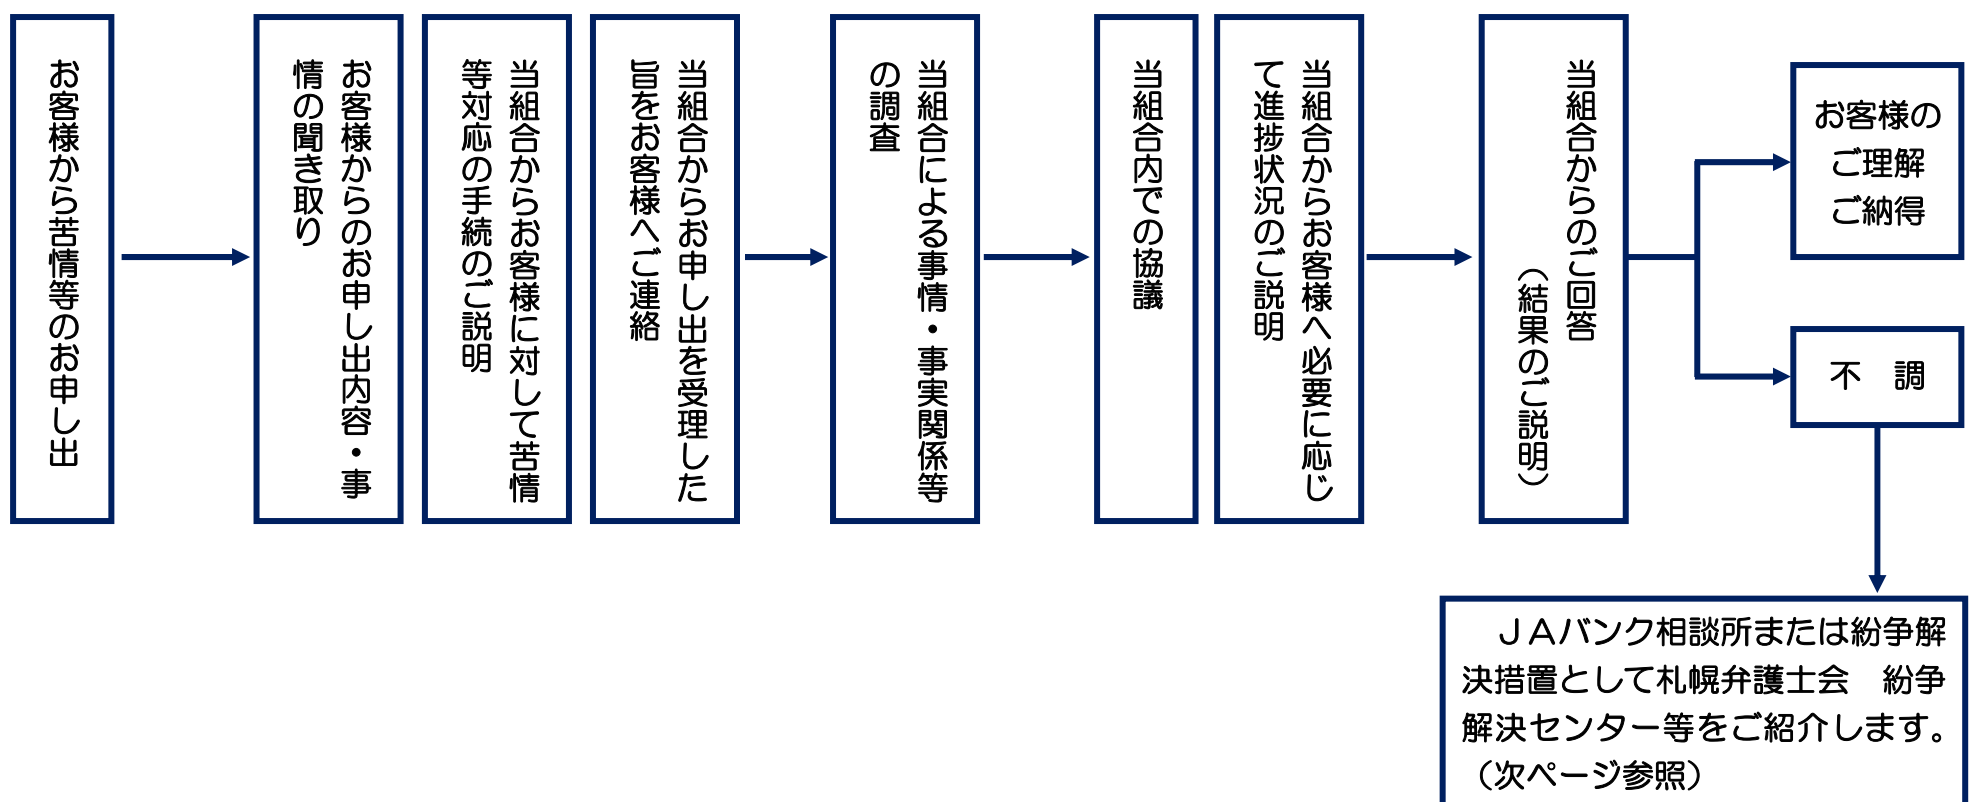 お客様から苦情等のお申し出
お客様からのお申し出内容・事
情の聞き取り
当組合からお客様に対して苦情
等対応の手続のご説明
当組合からお申し出を受理した
旨をお客様へご連絡
当組合による事情・事実関係等
の調査
当組合内での協議
当組合からお客様へ必要に応じ
て進捗状況のご説明
当組合からのご回答
（結果のご説明）
お客様の
ご理解
ご納得
不　調
ＪＡバンク相談所または紛争解
決措置として札幌弁護士会　紛争
解決センター等をご紹介します。
（次ページ参照）